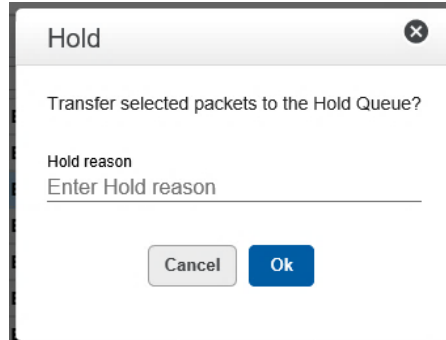 Hold
Transfer selected packets to the Hold Queue?
Hold reason
Enter Hold reason
Cancel
Ok